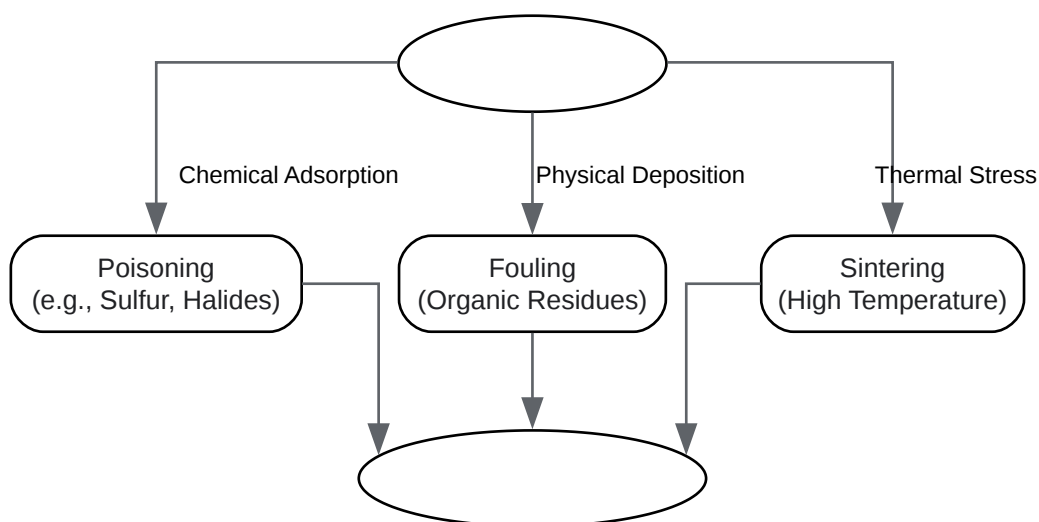 Chemical Adsorption
Physical Deposition
Thermal Stress
Poisoning
(e.g., Sulfur, Halides)
Fouling
(Organic Residues)
Sintering
(High Temperature)